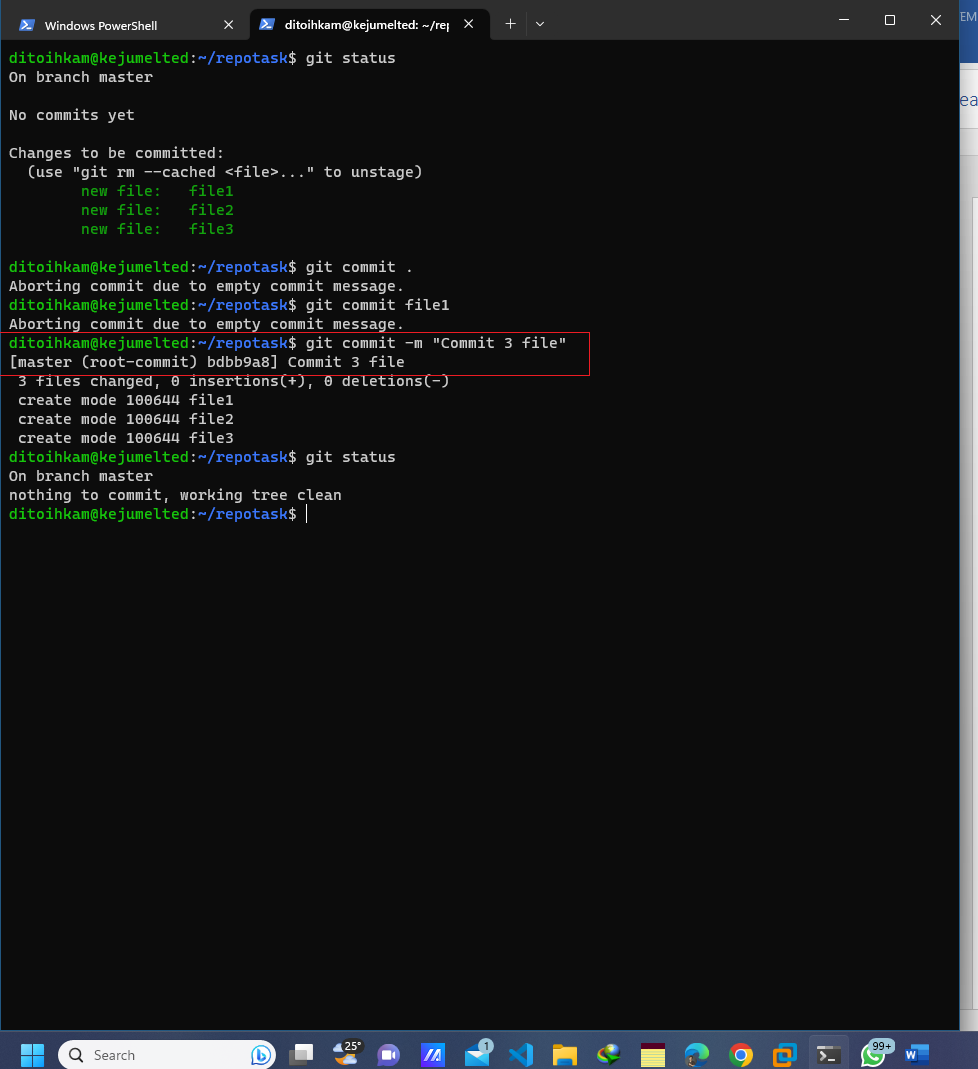 Windows PowerShell
ditoihkam@kejumelted: ~/rep
ditoihkam@kejumelted:~/repotask$ git status
On branch master
No commits yet
Changes to be committed:
  (use "git rm --cached <file>..." to unstage)
        new file:   file1
        new file:   file2
        new file:   file3
ditoihkam@kejumelted:~/repotask$ git commit .
Aborting commit due to empty commit message.
ditoihkam@kejumelted:~/repotask$ git commit file1
Aborting commit due to empty commit message.
ditoihkam@kejumelted:~/repotask$ git commit -m "Commit 3 file"
[master (root-commit) bdbb9a8] Commit 3 file
 3 files changed, 0 insertions(+), 0 deletions(-)
 create mode 100644 file1
 create mode 100644 file2
 create mode 100644 file3
ditoihkam@kejumelted:~/repotask$ git status
On branch master
nothing to commit, working tree clean
ditoihkam@kejumelted:~/repotask$
EM
ea
Search
25°
1
99+
W